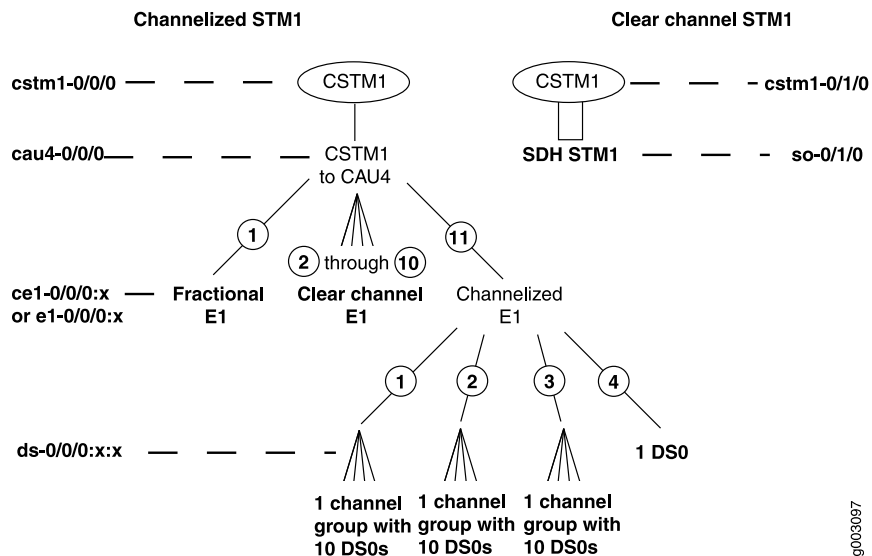 Channelized STM1
Clear channel STM1
cstm1-0/0/0
CSTM1
CSTM1
cstm1-0/1/0
cau4-0/0/0
CSTM1
to CAU4
SDH STM1
so-0/1/0
1
11
2 through 10
ce1-0/0/0:x
or e1-0/0/0:x
Fractional
E1
Clear channel
E1
Channelized
E1
1
2
3
4
ds-0/0/0:x:x
1 DS0
1 channel
group with
10 DS0s
1 channel
group with
10 DS0s
1 channel
group with
10 DS0s
g003097